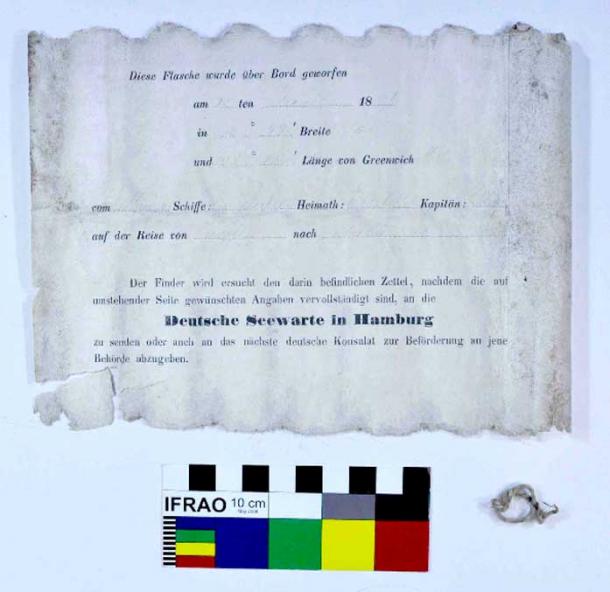 Diese Flasche wurde über Bord geworfen
am ten 18
in ° ' Breite
und ° ' Länge von Greenwich
vom Schiffe: Heimath: Kapitän:
auf der Reise von nach
Der Finder wird ersucht den darin befindlichen Zettel, nachdem die auf
umstehender Seite gewünschten Angaben vervollständigt sind, an die
Deutsche Seewarte in Hamburg
zu senden oder auch an das nächste deutsche Konsulat zur Beförderung an jene
Behörde abzugeben.
IFRAO 10 cm